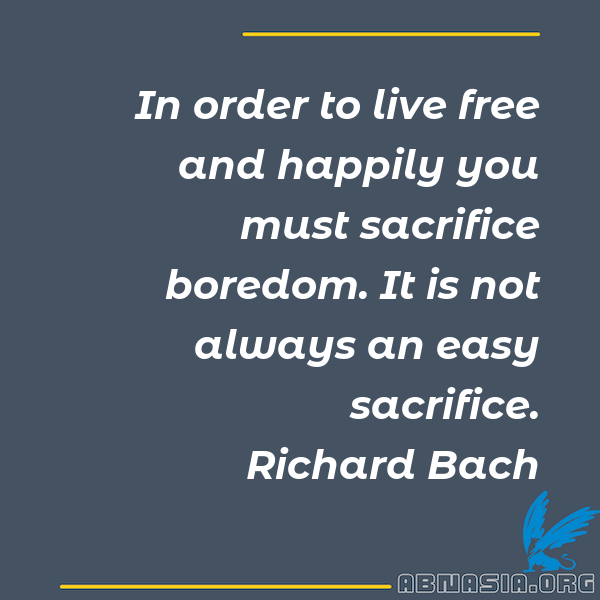 In order to live free
and happily you
must sacrifice
boredom. It is not
always an easy
sacrifice.
Richard Bach
ABNASIA.ORG